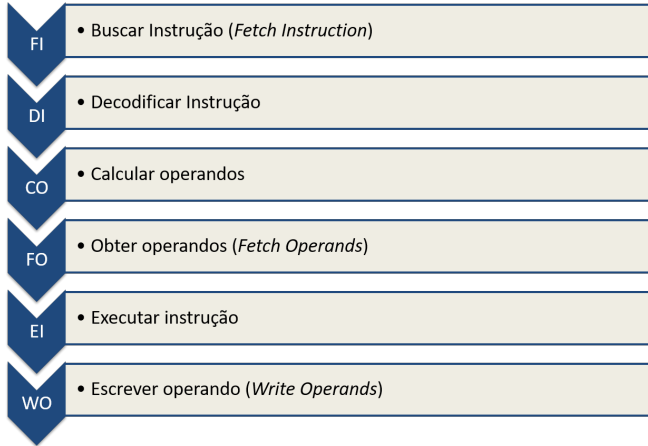 FI
• Buscar Instrução (Fetch Instruction)
DI
• Decodificar Instrução
CO
• Calcular operandos
FO
• Obter operandos (Fetch Operands)
EI
• Executar instrução
WO
• Escrever operando (Write Operands)